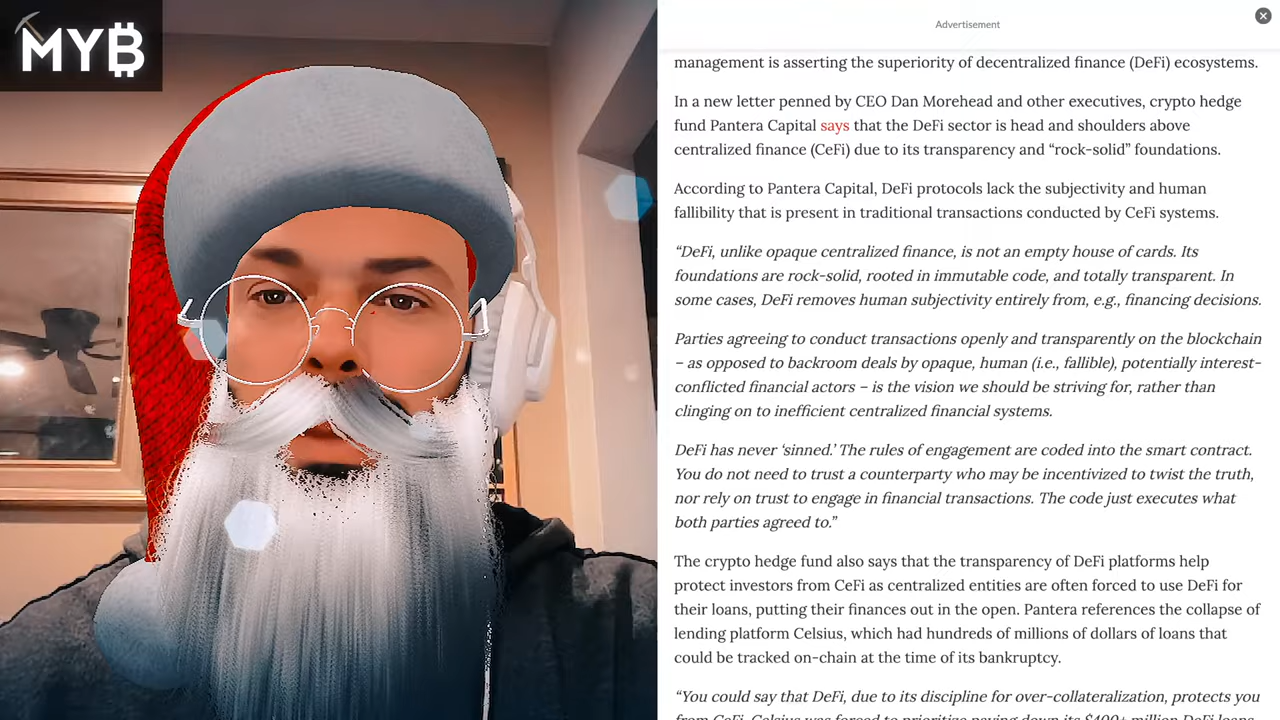 MYB
Advertisement
management is asserting the superiority of decentralized finance (DeFi) ecosystems.
In a new letter penned by CEO Dan Morehead and other executives, crypto hedge
fund Pantera Capital says that the DeFi sector is head and shoulders above
centralized finance (CeFi) due to its transparency and “rock-solid” foundations.
According to Pantera Capital, DeFi protocols lack the subjectivity and human
fallibility that is present in traditional transactions conducted by CeFi systems.
“DeFi, unlike opaque centralized finance, is not an empty house of cards. Its
foundations are rock-solid, rooted in immutable code, and totally transparent. In
some cases, DeFi removes human subjectivity entirely from, e.g., financing decisions.
Parties agreeing to conduct transactions openly and transparently on the blockchain
– as opposed to backroom deals by opaque, human (i.e., fallible), potentially interest-
conflicted financial actors – is the vision we should be striving for, rather than
clinging on to inefficient centralized financial systems.
DeFi has never ‘sinned.’ The rules of engagement are coded into the smart contract.
You do not need to trust a counterparty who may be incentivized to twist the truth,
nor rely on trust to engage in financial transactions. The code just executes what
both parties agreed to.”
The crypto hedge fund also says that the transparency of DeFi platforms help
protect investors from CeFi as centralized entities are often forced to use DeFi for
their loans, putting their finances out in the open. Pantera references the collapse of
lending platform Celsius, which had hundreds of millions of dollars of loans that
could be tracked on-chain at the time of its bankruptcy.
“You could say that DeFi, due to its discipline for over-collateralization, protects you
from CeFi. Celsius was forced to prioritize paying down its $400+ million DeFi loans